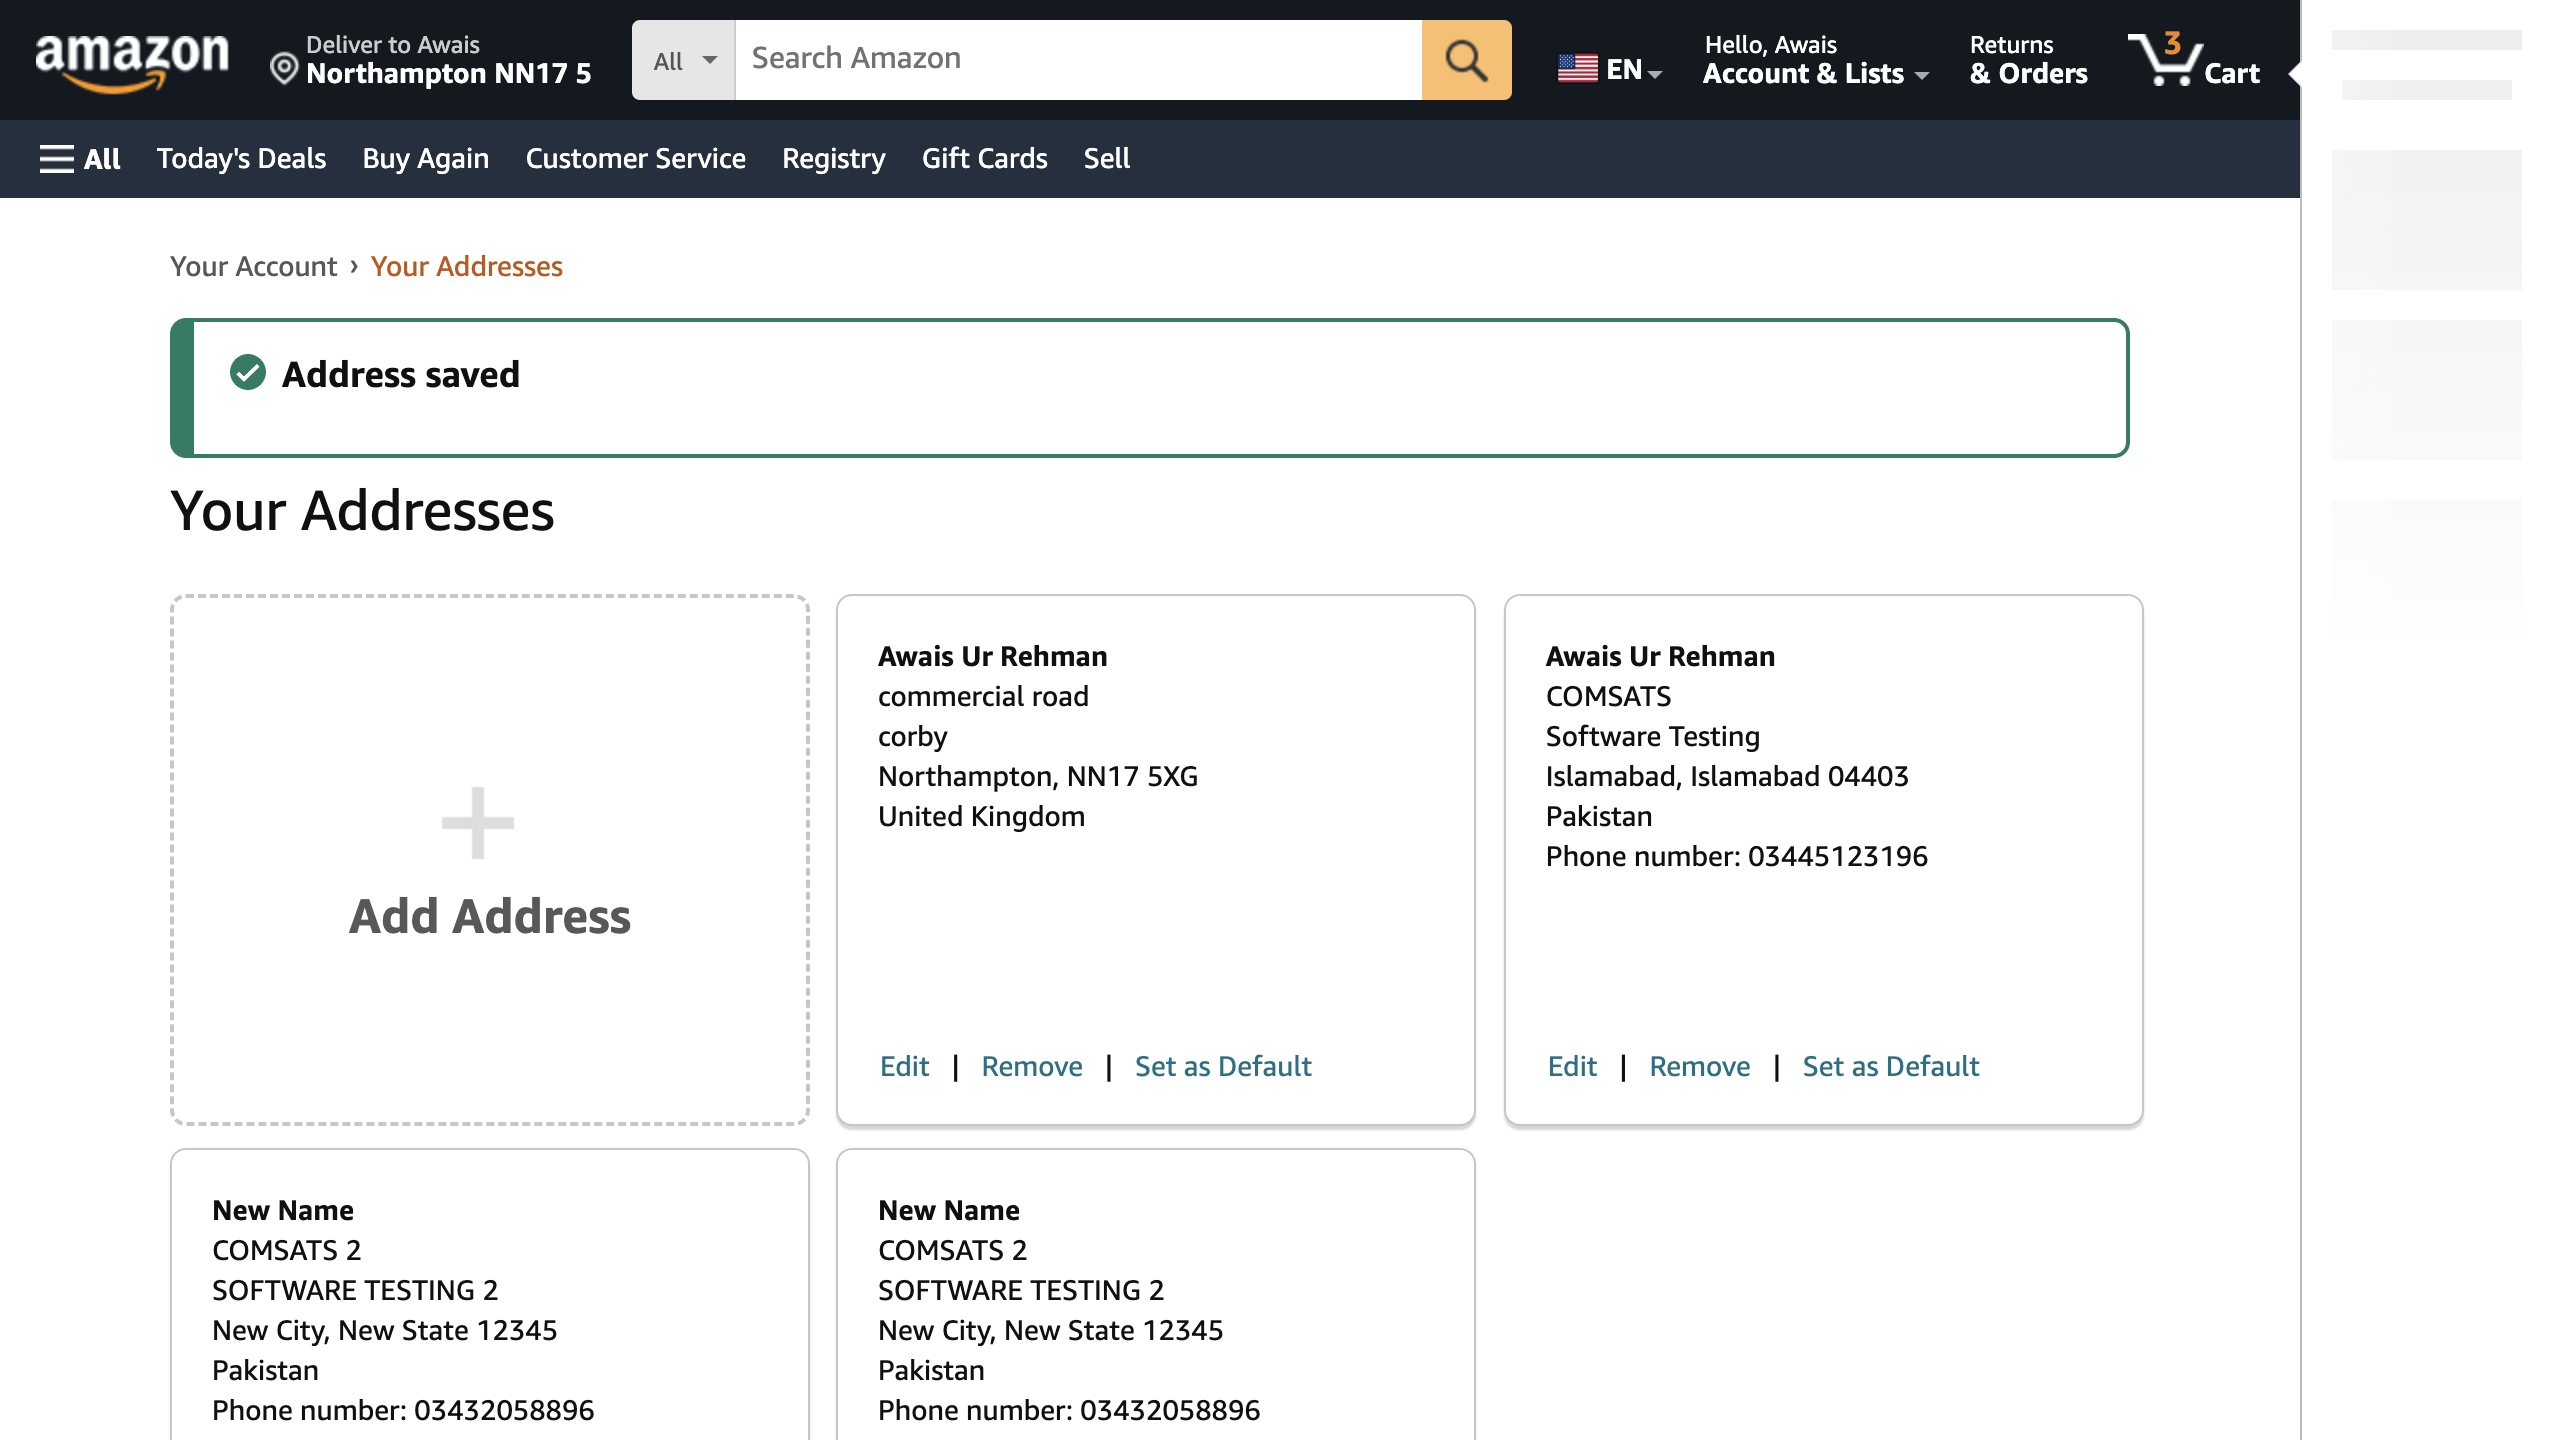 amazon
Deliver to Awais
Northampton NN17 5
All
Search Amazon
EN
Hello, Awais
Account & Lists
Returns
& Orders
3
Cart
All
Today's Deals
Buy Again
Customer Service
Registry
Gift Cards
Sell
Your Account › Your Addresses
Address saved
Your Addresses
Add Address
Awais Ur Rehman
commercial road
corby
Northampton, NN17 5XG
United Kingdom
Edit | Remove | Set as Default
Awais Ur Rehman
COMSATS
Software Testing
Islamabad, Islamabad 04403
Pakistan
Phone number: 03445123196
Edit | Remove | Set as Default
New Name
COMSATS 2
SOFTWARE TESTING 2
New City, New State 12345
Pakistan
Phone number: 03432058896
New Name
COMSATS 2
SOFTWARE TESTING 2
New City, New State 12345
Pakistan
Phone number: 03432058896